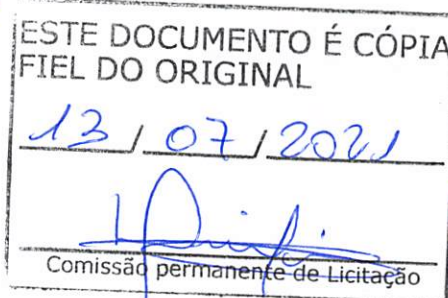 ESTE DOCUMENTO É CÓPIA
FIEL DO ORIGINAL
13 / 07 / 2021
Comissão permanente de Licitação